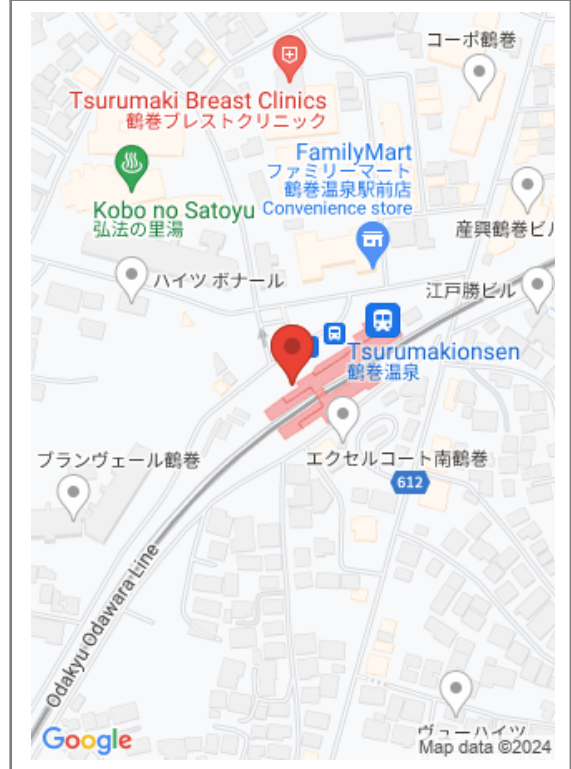 コーポ鶴巻
Tsurumaki Breast Clinics
鶴巻ブレストクリニック
FamilyMart
ファミリーマート
鶴巻温泉駅前店
Convenience store
Kobo no Satoyu
弘法の里湯
産興鶴巻ビル
ハイツ ボナール
江戸勝ビル
Tsurumakionsen
鶴巻温泉
ブランヴェール鶴巻
エクセルコート南鶴巻
612
Odakyu Odawara Line
ヴューハイツ
Google
Map data ©2024